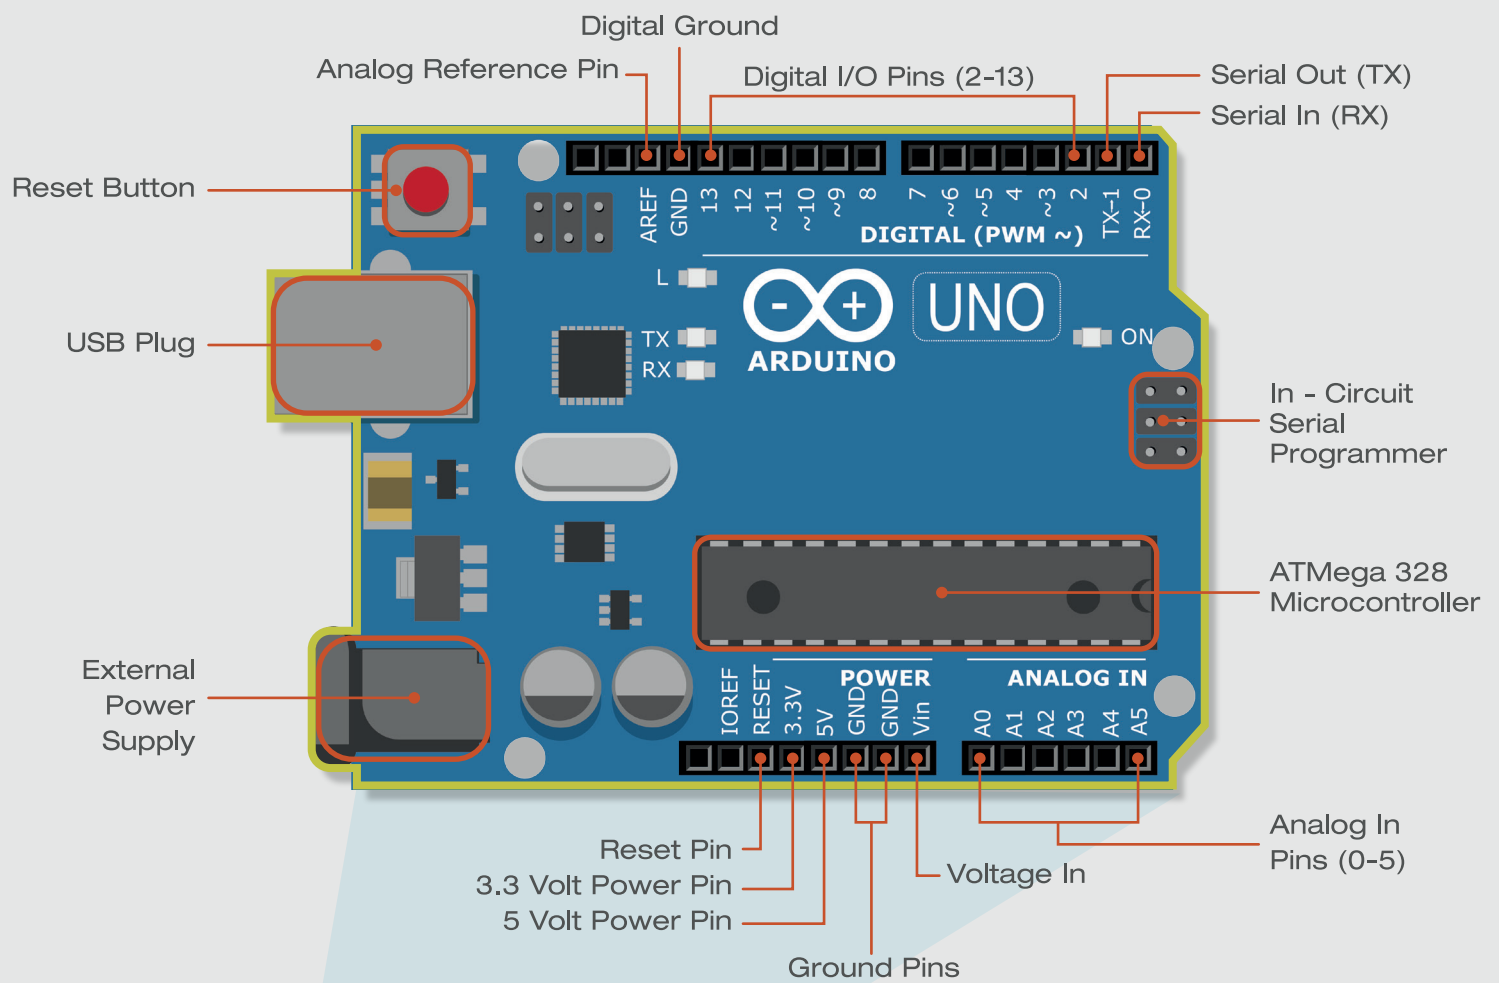 Digital Ground
Analog Reference Pin
Digital I/O Pins (2-13)
Serial Out (TX)
Serial In (RX)
Reset Button
AREF
GND
13
12
~11
~10
~9
8
7
~6
~5
4
~3
2
TX-1
RX-0
DIGITAL (PWM ~)
L
TX
RX
- +
ARDUINO
UNO
ON
USB Plug
In - Circuit
Serial
Programmer
ATMega 328
Microcontroller
External
Power
Supply
POWER
ANALOG IN
IOREF
RESET
3.3V
5V
GND
GND
Vin
A0
A1
A2
A3
A4
A5
Reset Pin
3.3 Volt Power Pin
5 Volt Power Pin
Ground Pins
Voltage In
Analog In
Pins (0-5)